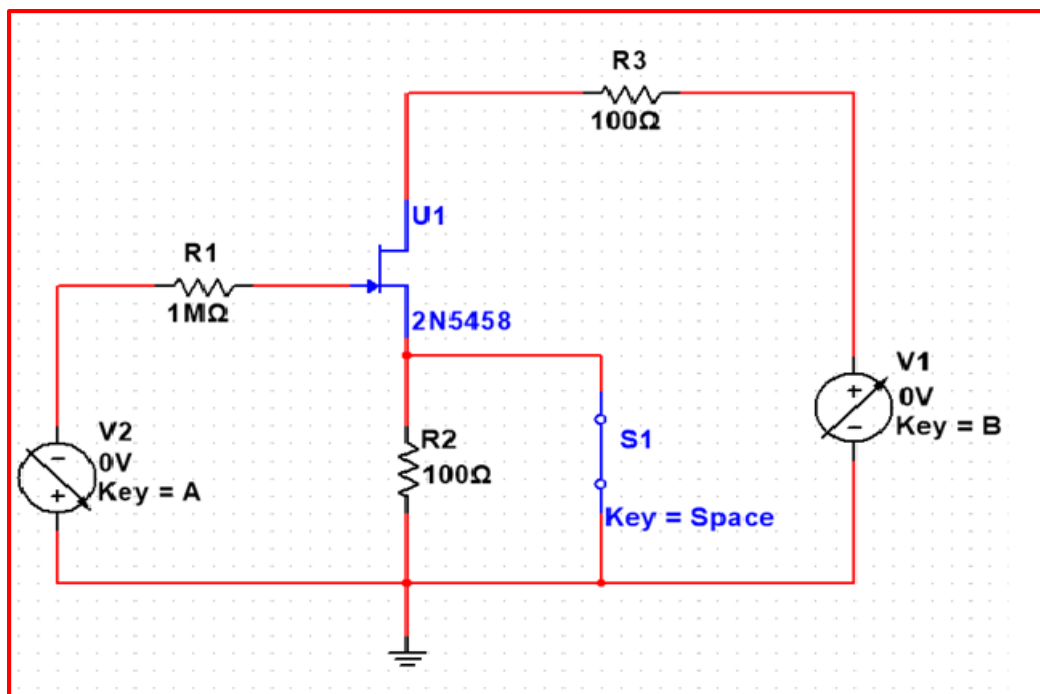 R3
100Ω
U1
R1
1MΩ
2N5458
V1
0V
Key = B
V2
0V
Key = A
R2
100Ω
S1
Key = Space
+
−
−
+